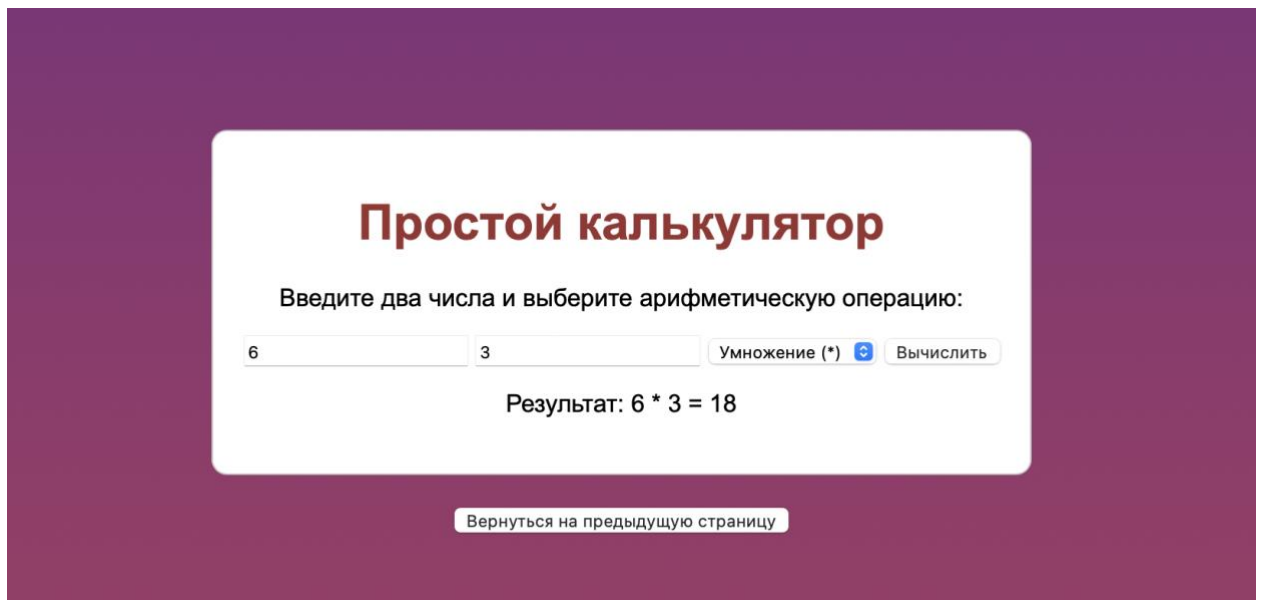 Простой калькулятор
Введите два числа и выберите арифметическую операцию:
6 3 Умножение (*) Вычислить
Результат: 6 * 3 = 18
Вернуться на предыдущую страницу